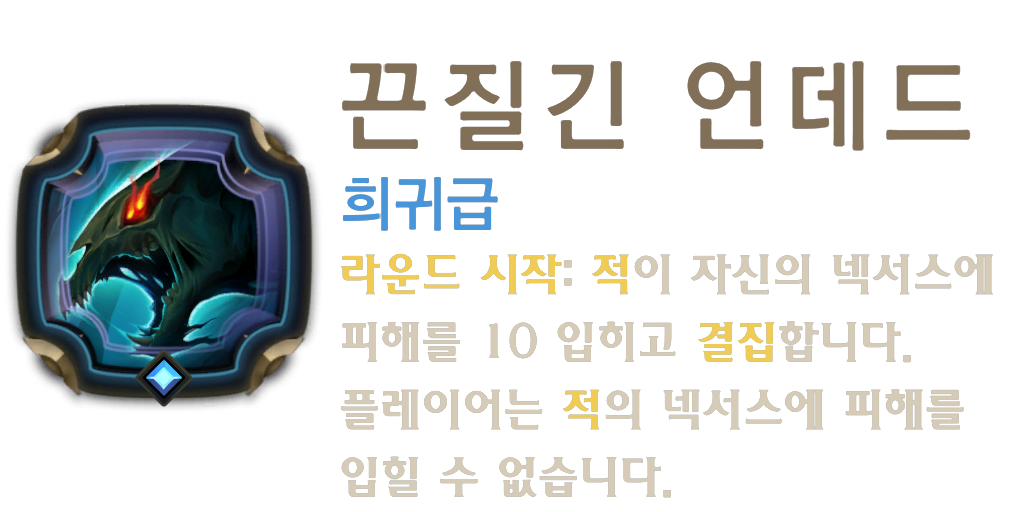 끈질긴 언데드
희귀급
라운드 시작: 적이 자신의 넥서스에
피해를 10 입히고 결집합니다.
플레이어는 적의 넥서스에 피해를
입힐 수 없습니다.